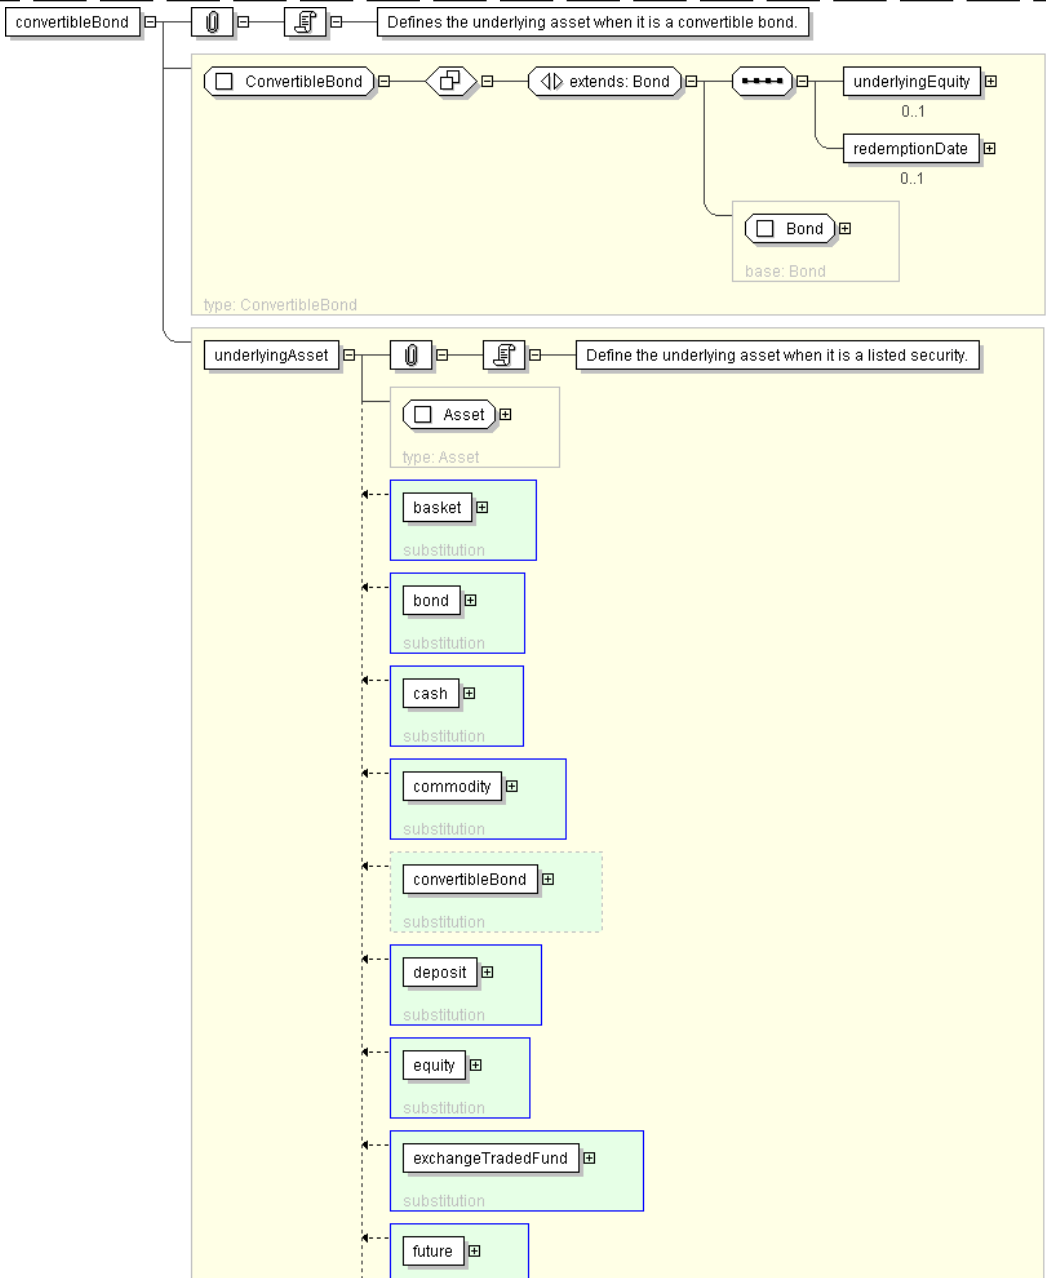 convertibleBond
Defines the underlying asset when it is a convertible bond.
ConvertibleBond
extends: Bond
underlyingEquity
0..1
redemptionDate
0..1
Bond
base: Bond
type: ConvertibleBond
underlyingAsset
Define the underlying asset when it is a listed security.
Asset
type: Asset
basket
substitution
bond
substitution
cash
substitution
commodity
substitution
convertibleBond
substitution
deposit
substitution
equity
substitution
exchangeTradedFund
substitution
future